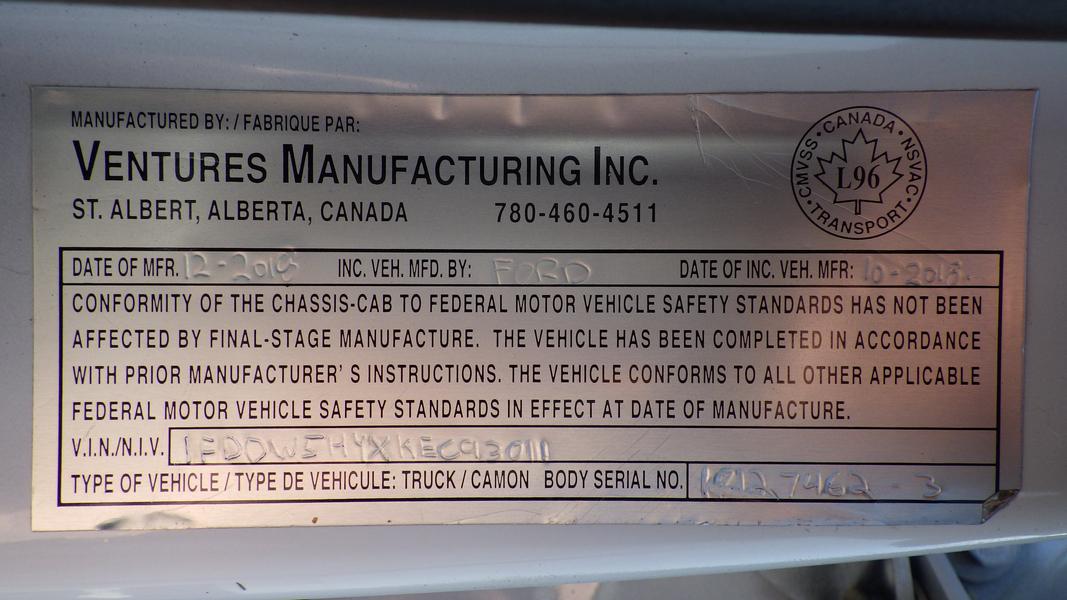 MANUFACTURED BY: / FABRIQUE PAR:
VENTURES MANUFACTURING INC.
ST. ALBERT, ALBERTA, CANADA 780-460-4511
CANADA · NSVAC · TRANSPORT · CMVSS
L96
DATE OF MFR. 12-2018 INC. VEH. MFD. BY: FORD DATE OF INC. VEH. MFR: 10-2018.
CONFORMITY OF THE CHASSIS-CAB TO FEDERAL MOTOR VEHICLE SAFETY STANDARDS HAS NOT BEEN
AFFECTED BY FINAL-STAGE MANUFACTURE. THE VEHICLE HAS BEEN COMPLETED IN ACCORDANCE
WITH PRIOR MANUFACTURER' S INSTRUCTIONS. THE VEHICLE CONFORMS TO ALL OTHER APPLICABLE
FEDERAL MOTOR VEHICLE SAFETY STANDARDS IN EFFECT AT DATE OF MANUFACTURE.
V.I.N./N.I.V.
TYPE OF VEHICLE / TYPE DE VEHICULE: TRUCK / CAMON BODY SERIAL NO.